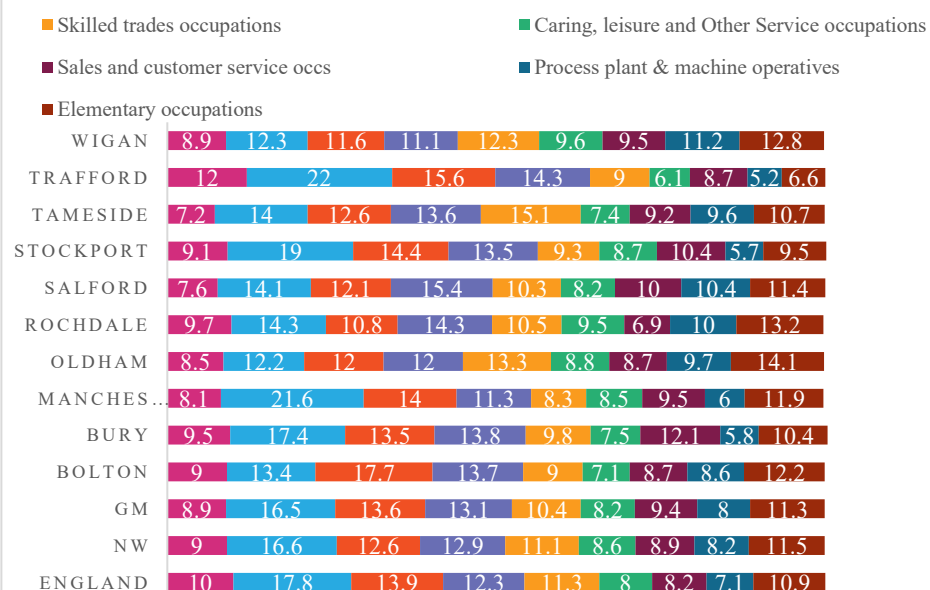 Skilled trades occupations Caring, leisure and Other Service occupations
Sales and customer service occs Process plant & machine operatives
Elementary occupations
WIGAN 8.9 12.3 11.6 11.1 12.3 9.6 9.5 11.2 12.8
TRAFFORD 12 22 15.6 14.3 9 6.1 8.7 5.2 6.6
TAMESIDE 7.2 14 12.6 13.6 15.1 7.4 9.2 9.6 10.7
STOCKPORT 9.1 19 14.4 13.5 9.3 8.7 10.4 5.7 9.5
SALFORD 7.6 14.1 12.1 15.4 10.3 8.2 10 10.4 11.4
ROCHDALE 9.7 14.3 10.8 14.3 10.5 9.5 6.9 10 13.2
OLDHAM 8.5 12.2 12 12 13.3 8.8 8.7 9.7 14.1
MANCHES... 8.1 21.6 14 11.3 8.3 8.5 9.5 6 11.9
BURY 9.5 17.4 13.5 13.8 9.8 7.5 12.1 5.8 10.4
BOLTON 9 13.4 17.7 13.7 9 7.1 8.7 8.6 12.2
GM 8.9 16.5 13.6 13.1 10.4 8.2 9.4 8 11.3
NW 9 16.6 12.6 12.9 11.1 8.6 8.9 8.2 11.5
ENGLAND 10 17.8 13.9 12.3 11.3 8 8.2 7.1 10.9